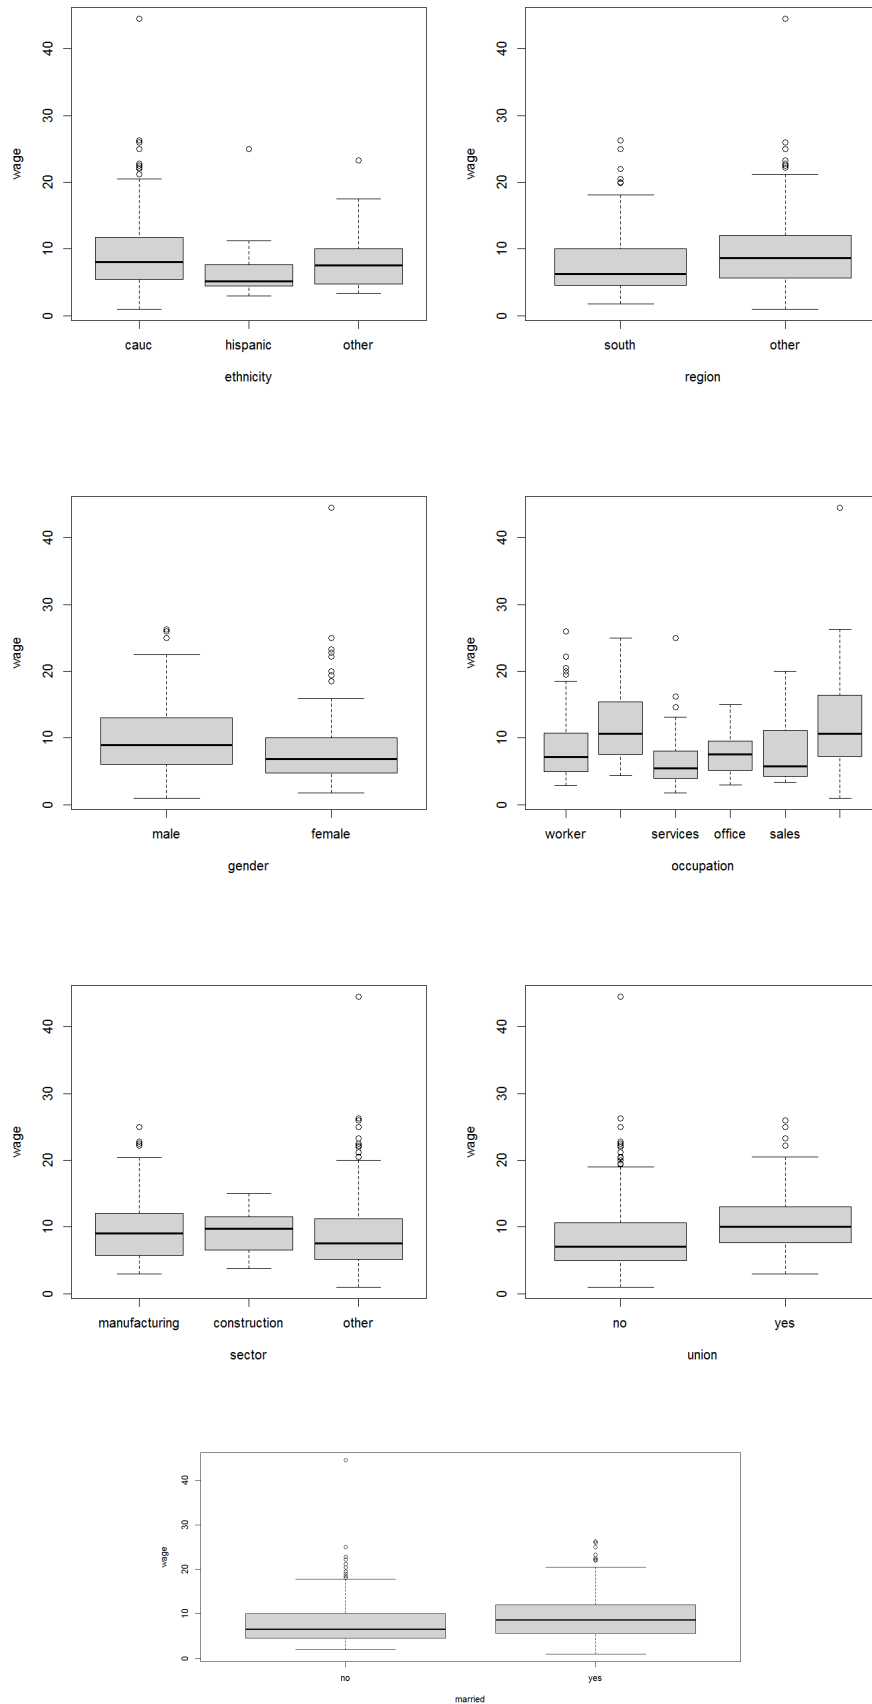 wage
40
30
20
10
0
cauc hispanic other
ethnicity
wage
40
30
20
10
0
south other
region
wage
40
30
20
10
0
male female
gender
wage
40
30
20
10
0
worker services office sales
occupation
wage
40
30
20
10
0
manufacturing construction other
sector
wage
40
30
20
10
0
no yes
union
wage
40
30
20
10
0
no yes
married